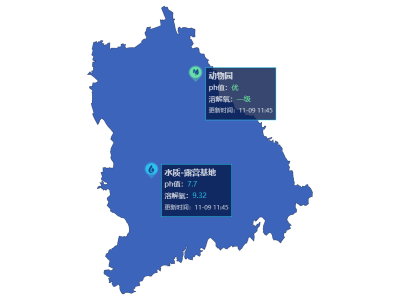 动物园
ph值：优
溶解氧：一级
更新时间：11-09 11:45
水质-露营基地
ph值：7.7
溶解氧：9.32
更新时间：11-09 11:45